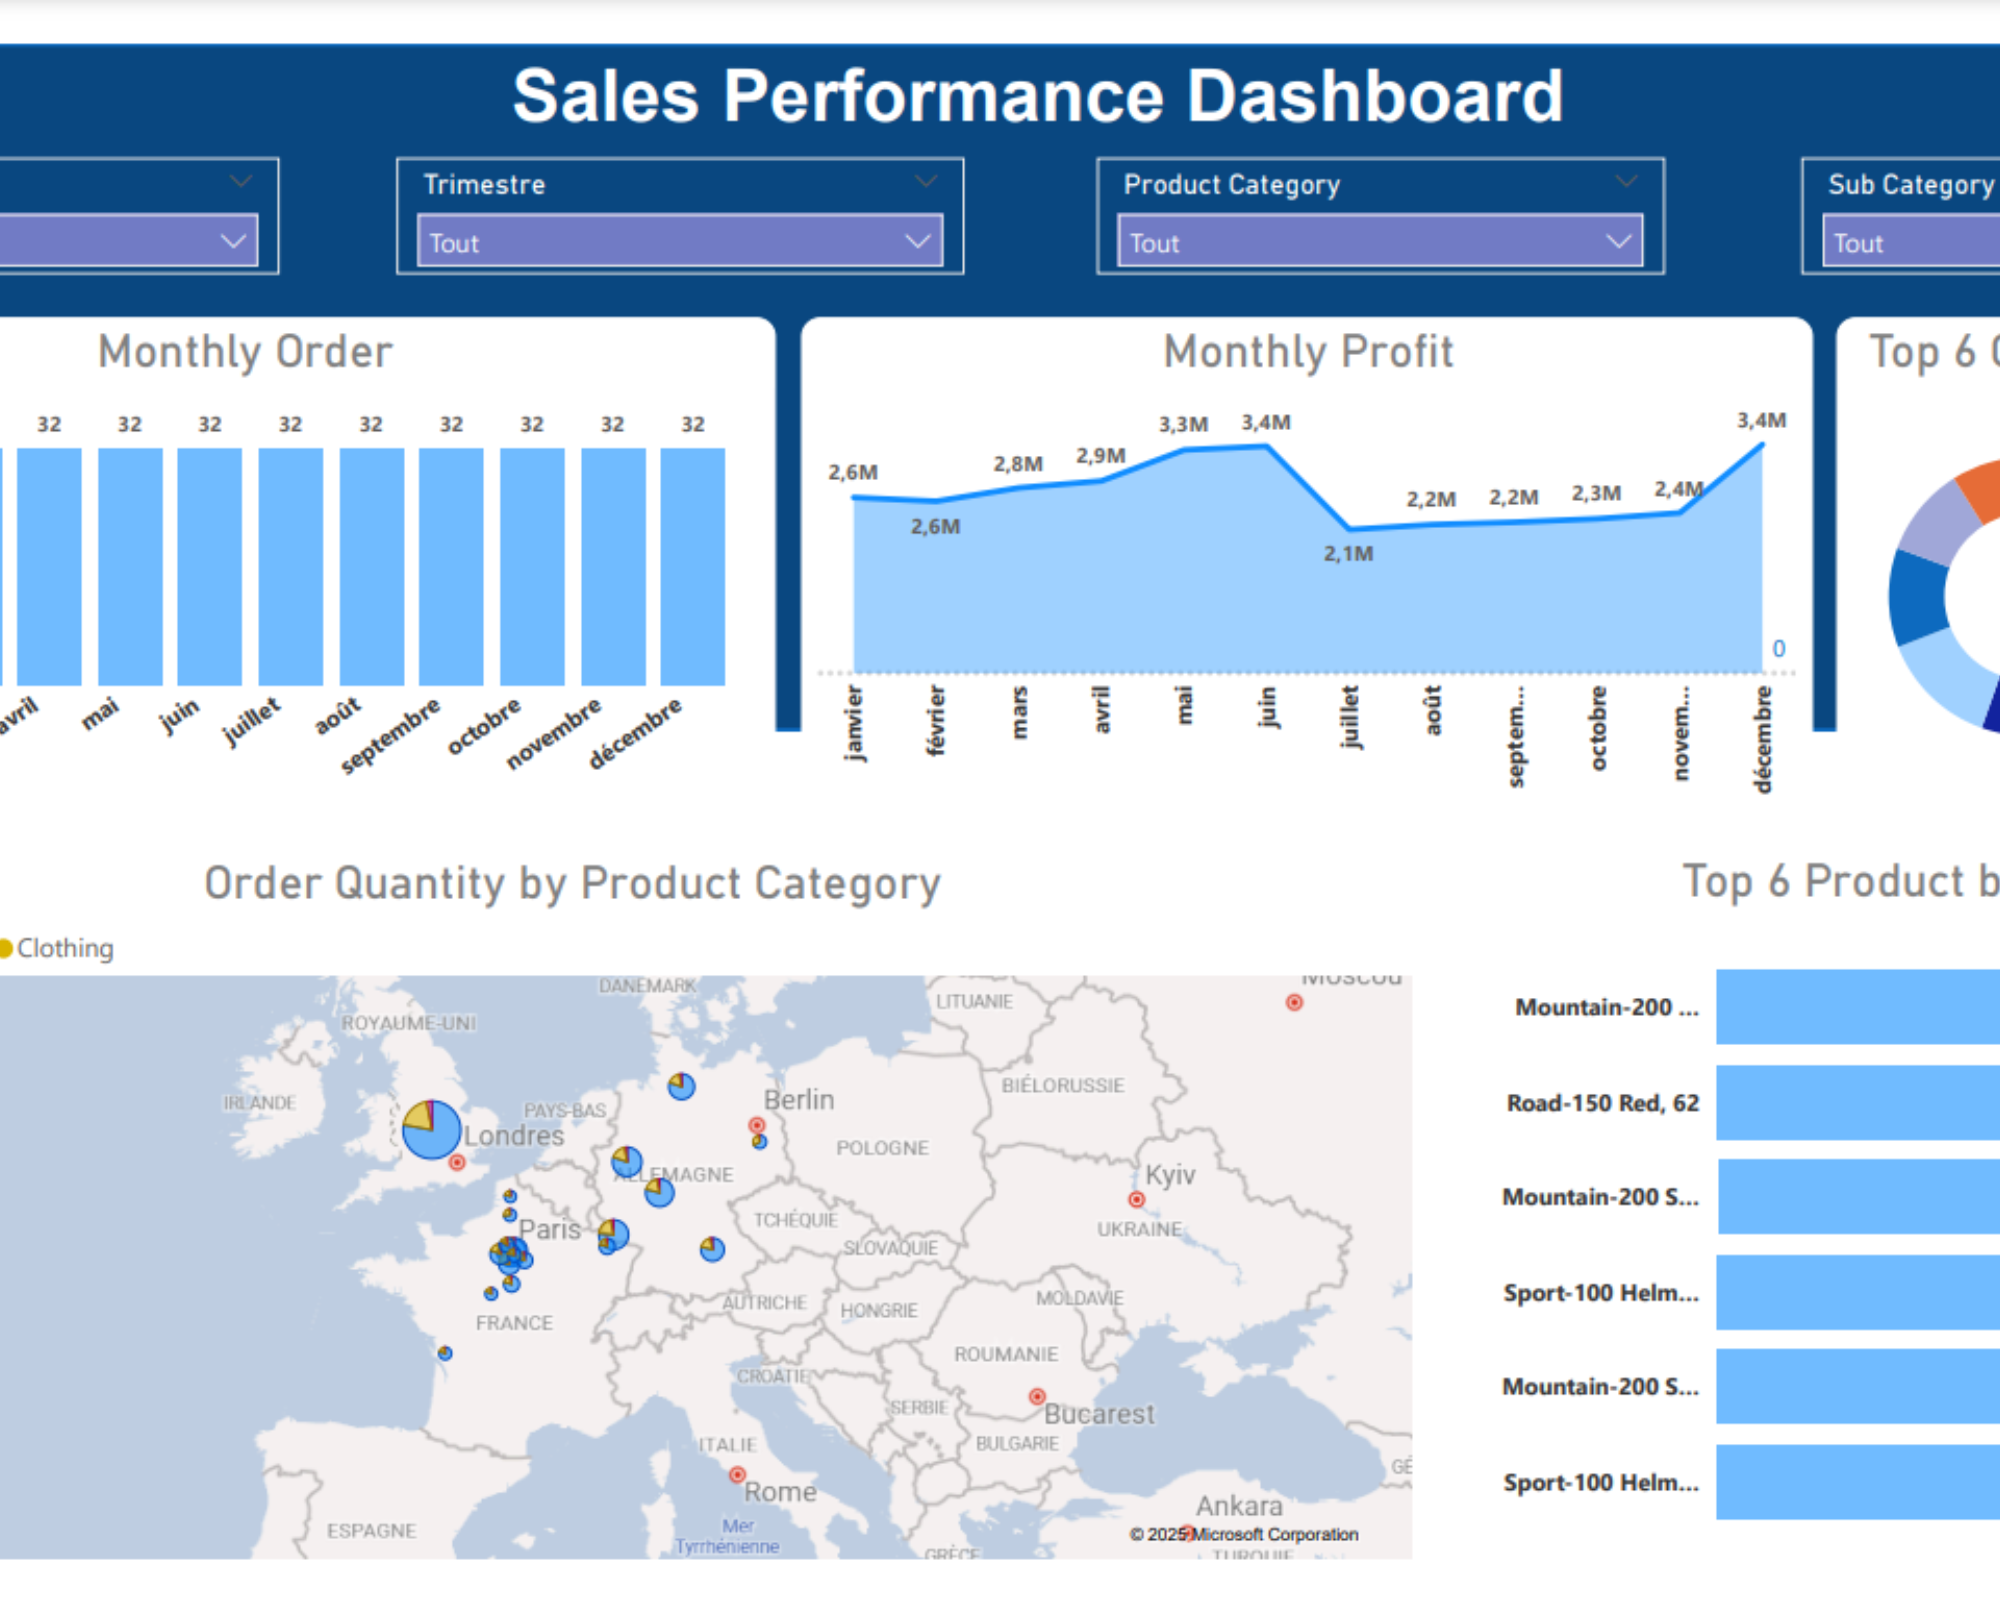 Sales Performance Dashboard
Trimestre
Product Category
Sub Category
Tout
Tout
Tout
Monthly Order
32
32
32
32
32
32
32
32
32
avril
mai
juin
juillet
août
septembre
octobre
novembre
décembre
Monthly Profit
2,6M
2,6M
2,8M
2,9M
3,3M
3,4M
2,1M
2,2M
2,2M
2,3M
2,4M
3,4M
0
janvier
février
mars
avril
mai
juin
juillet
août
septem...
octobre
novem...
décembre
Top 6
Order Quantity by Product Category
Clothing
DANEMARK
LITUANIE
Moscou
ROYAUME-UNI
BIÉLORUSSIE
IRLANDE
PAYS-BAS
Berlin
Londres
POLOGNE
ALLEMAGNE
Kyiv
Paris
TCHÉQUIE
UKRAINE
SLOVAQUIE
AUTRICHE
HONGRIE
MOLDAVIE
FRANCE
ROUMANIE
CROATIE
SERBIE
Bucarest
ITALIE
BULGARIE
GÉ
Rome
Ankara
ESPAGNE
Mer
Tyrrhénienne
© 2025 Microsoft Corporation
GRÈCE
TURQUIE
Top 6 Product b
Mountain-200 ...
Road-150 Red, 62
Mountain-200 S...
Sport-100 Helm...
Mountain-200 S...
Sport-100 Helm...